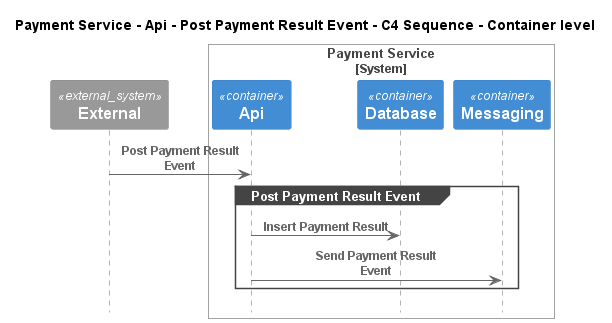 Payment Service - Api - Post Payment Result Event - C4 Sequence - Container level
Payment Service
[System]
«external_system»
External
«container»
Api
«container»
Database
«container»
Messaging
Post Payment Result
Event
Post Payment Result Event
Insert Payment Result
Send Payment Result
Event